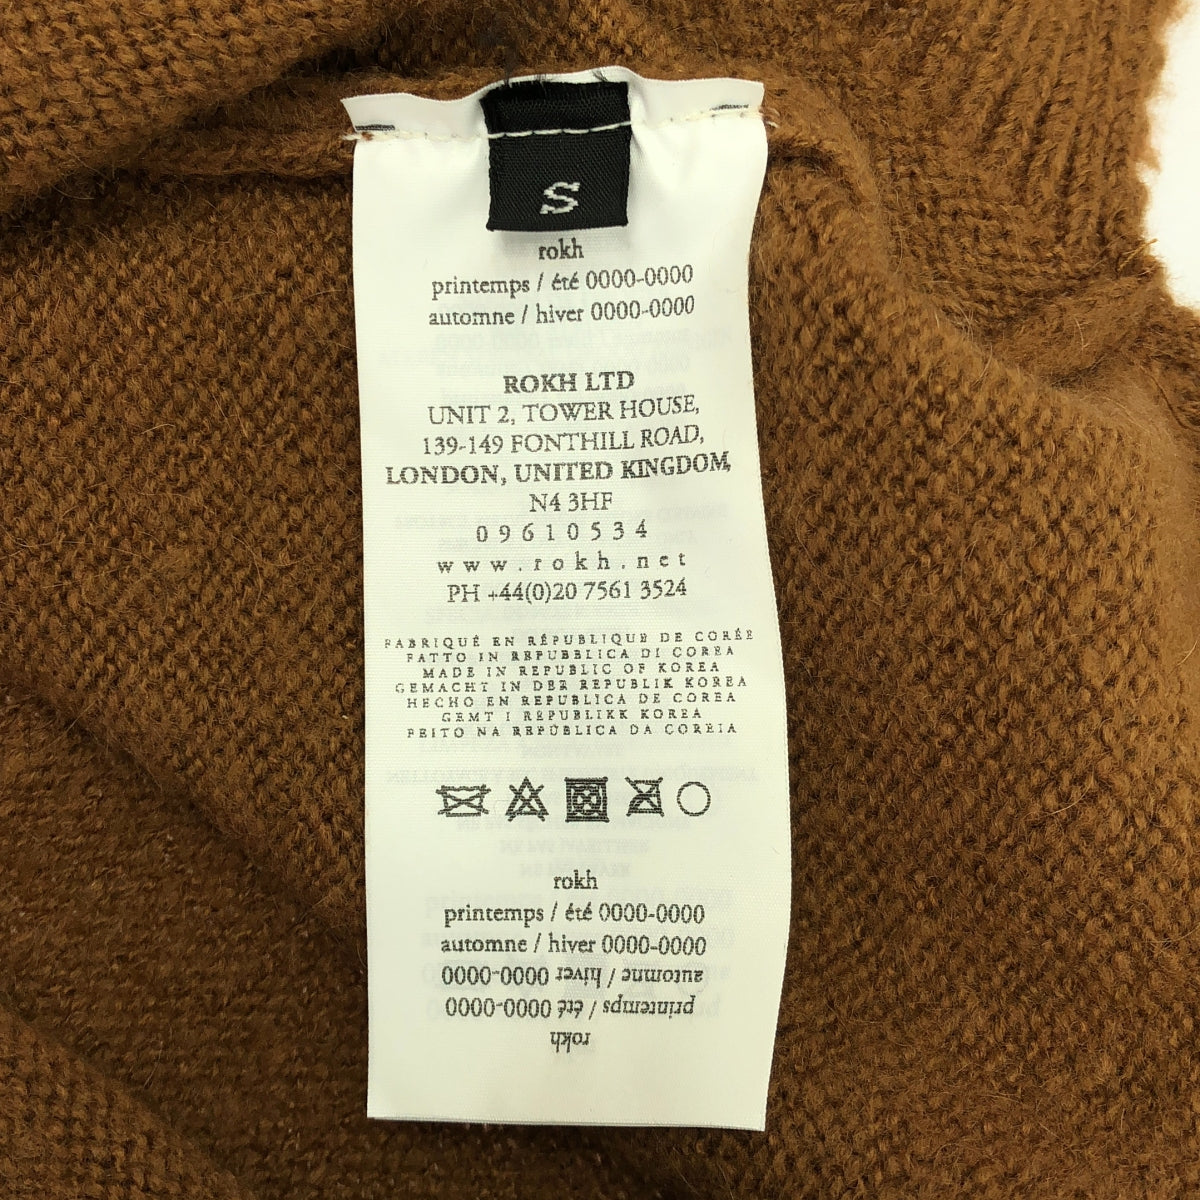 S
rokh
printemps / été 0000-0000
automne / hiver 0000-0000
ROKH LTD
UNIT 2, TOWER HOUSE,
139-149 FONTHILL ROAD,
LONDON, UNITED KINGDOM,
N4 3HF
09610534
www.rokh.net
PH +44(0)20 7561 3524
FABRIQUÉ EN RÉPUBLIQUE DE CORÉE
FATTO IN REPUBBLICA DI COREA
MADE IN REPUBLIC OF KOREA
GEMACHT IN DER REPUBLIK KOREA
HECHO EN REPUBLICA DE COREA
GEMT I REPUBLIKK KOREA
FEITO NA REPÚBLICA DA COREIA
rokh
printemps / été 0000-0000
automne / hiver 0000-0000
automne / hiver 0000-0000
printemps / été 0000-0000
rokh